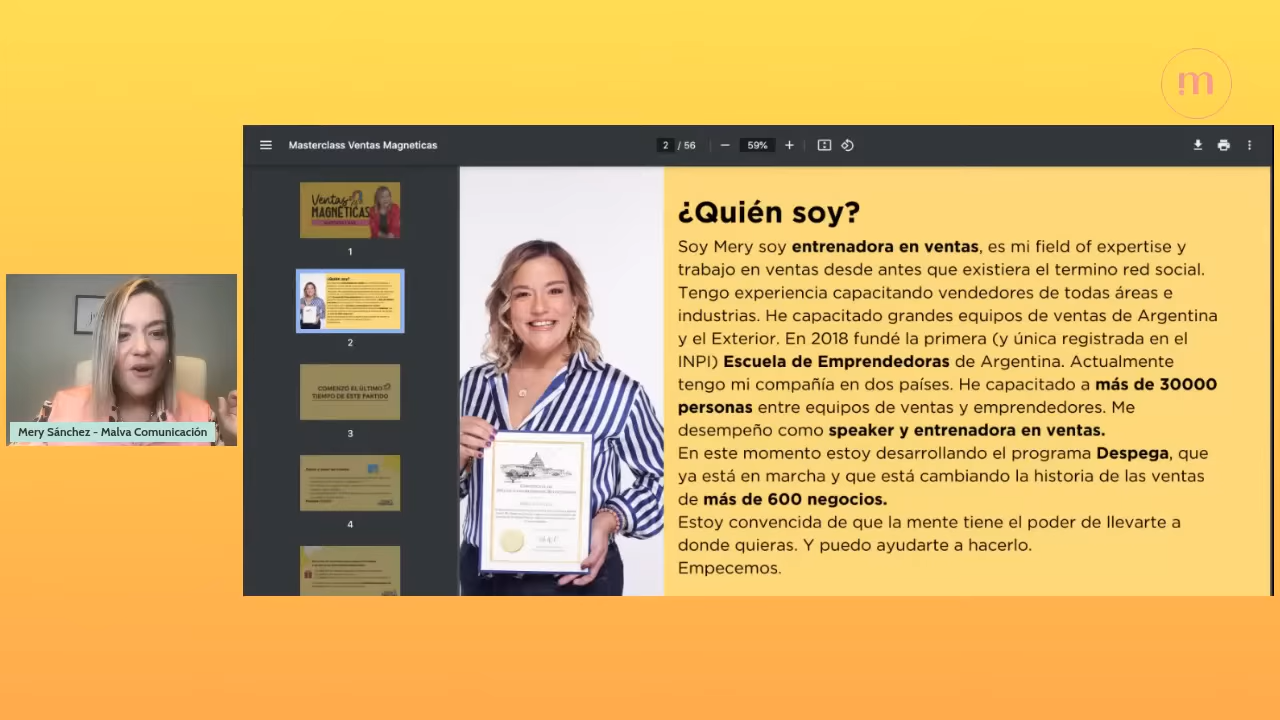 m
Masterclass Ventas Magneticas
2 / 56
59%
Ventas
MAGNÉTICAS
1
2
COMENZÓ EL ÚLTIMO
TIEMPO DE ESTE PARTIDO
3
4
¿Quién soy?
Soy Mery soy entrenadora en ventas, es mi field of expertise y
trabajo en ventas desde antes que existiera el termino red social.
Tengo experiencia capacitando vendedores de todas áreas e
industrias. He capacitado grandes equipos de ventas de Argentina
y el Exterior. En 2018 fundé la primera (y única registrada en el
INPI) Escuela de Emprendedoras de Argentina. Actualmente
tengo mi compañía en dos países. He capacitado a más de 30000
personas entre equipos de ventas y emprendedores. Me
desempeño como speaker y entrenadora en ventas.
En este momento estoy desarrollando el programa Despega, que
ya está en marcha y que está cambiando la historia de las ventas
de más de 600 negocios.
Estoy convencida de que la mente tiene el poder de llevarte a
donde quieras. Y puedo ayudarte a hacerlo.
Empecemos.
Mery Sánchez - Malva Comunicación